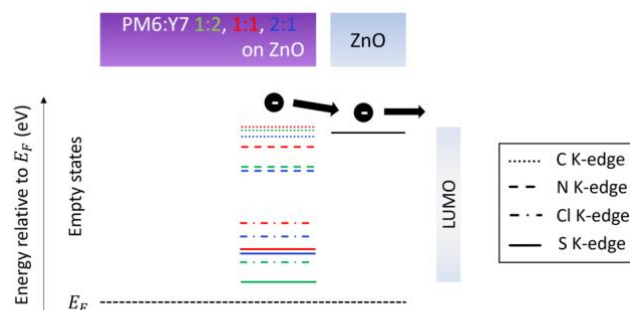 PM6:Y7 1:2, 1:1, 2:1
on ZnO
ZnO
Energy relative to E_F (eV)
Empty states
LUMO
E_F
C K-edge
N K-edge
Cl K-edge
S K-edge